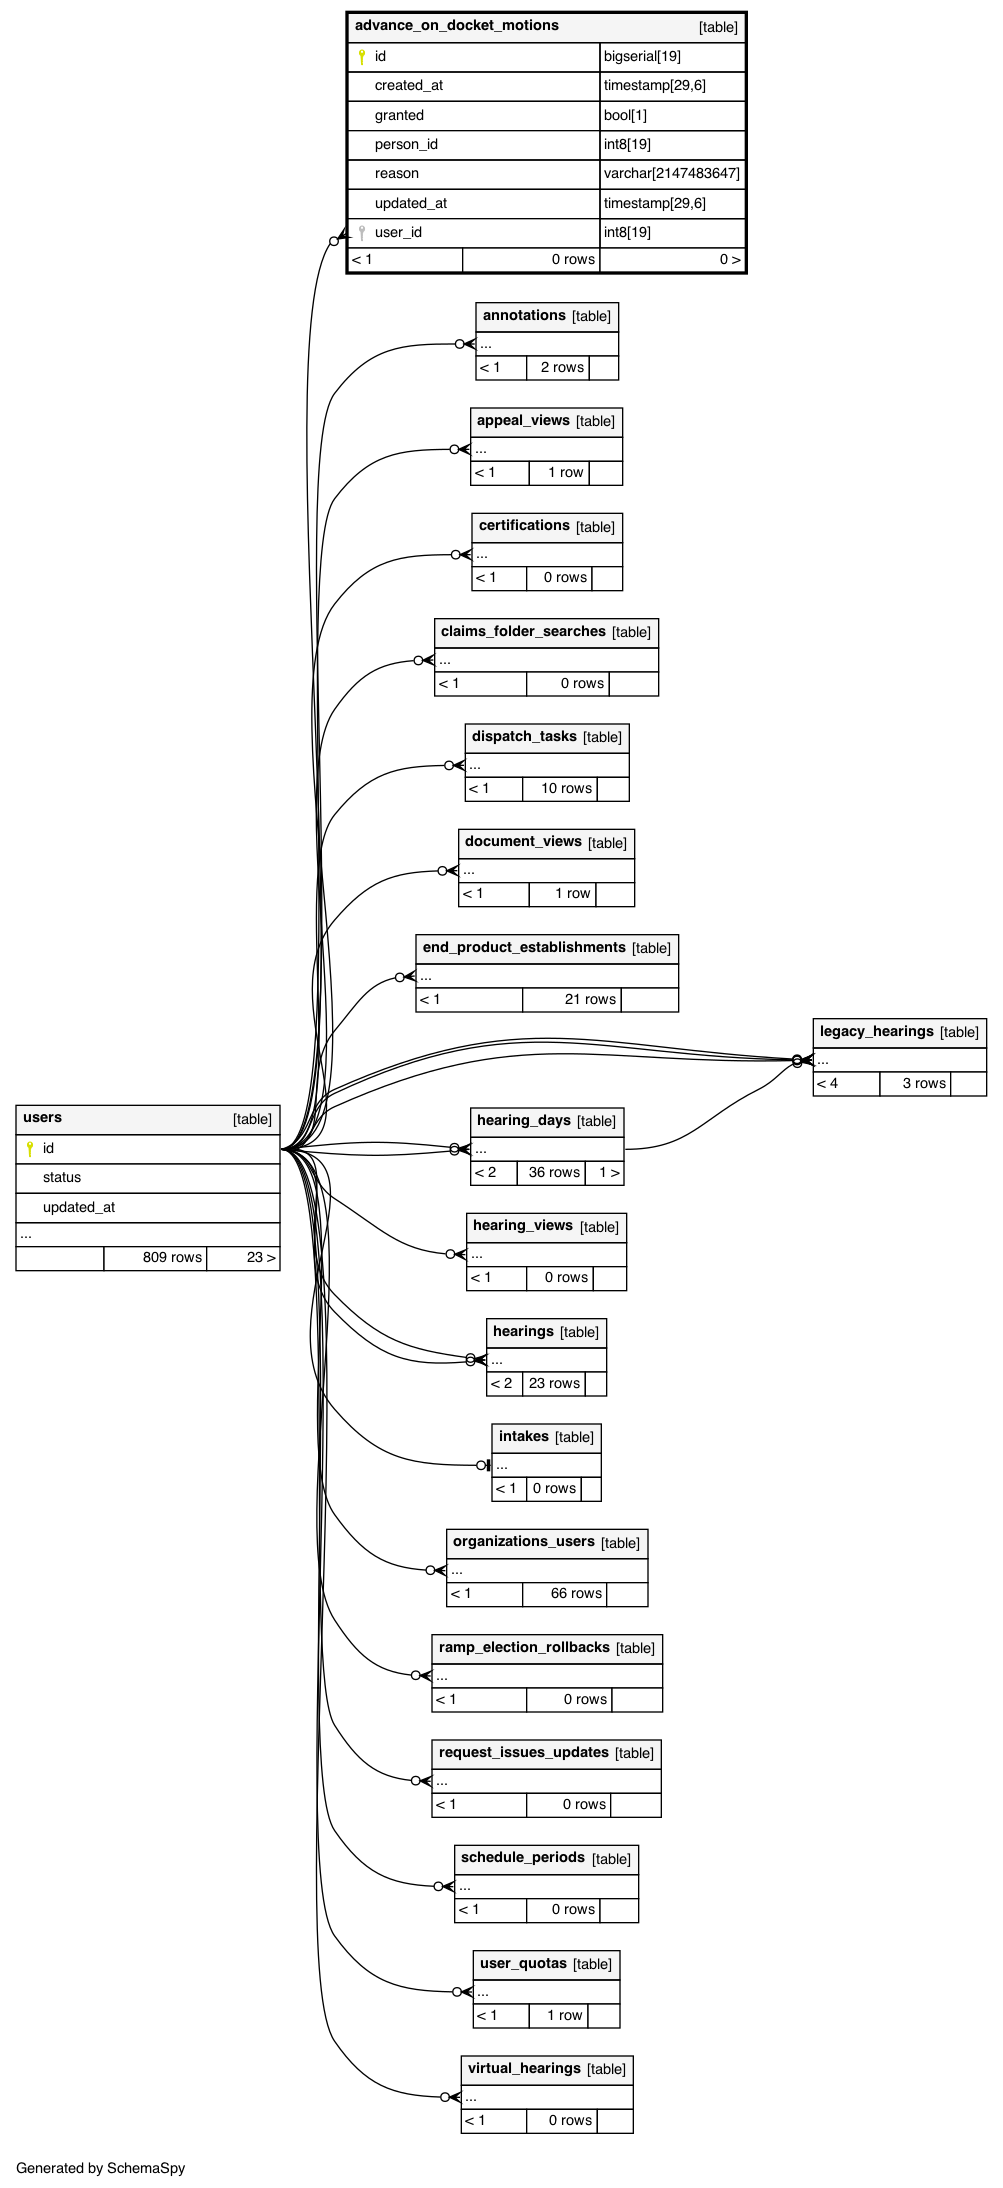 advance_on_docket_motions [table]
id bigserial[19]
created_at timestamp[29,6]
granted bool[1]
person_id int8[19]
reason varchar[2147483647]
updated_at timestamp[29,6]
user_id int8[19]
< 1 0 rows 0 >
annotations [table]
...
< 1 2 rows
appeal_views [table]
...
< 1 1 row
certifications [table]
...
< 1 0 rows
claims_folder_searches [table]
...
< 1 0 rows
dispatch_tasks [table]
...
< 1 10 rows
document_views [table]
...
< 1 1 row
end_product_establishments [table]
...
< 1 21 rows
legacy_hearings [table]
...
< 4 3 rows
users [table]
id
status
updated_at
...
809 rows 23 >
hearing_days [table]
...
< 2 36 rows 1 >
hearing_views [table]
...
< 1 0 rows
hearings [table]
...
< 2 23 rows
intakes [table]
...
< 1 0 rows
organizations_users [table]
...
< 1 66 rows
ramp_election_rollbacks [table]
...
< 1 0 rows
request_issues_updates [table]
...
< 1 0 rows
schedule_periods [table]
...
< 1 0 rows
user_quotas [table]
...
< 1 1 row
virtual_hearings [table]
...
< 1 0 rows
Generated by SchemaSpy